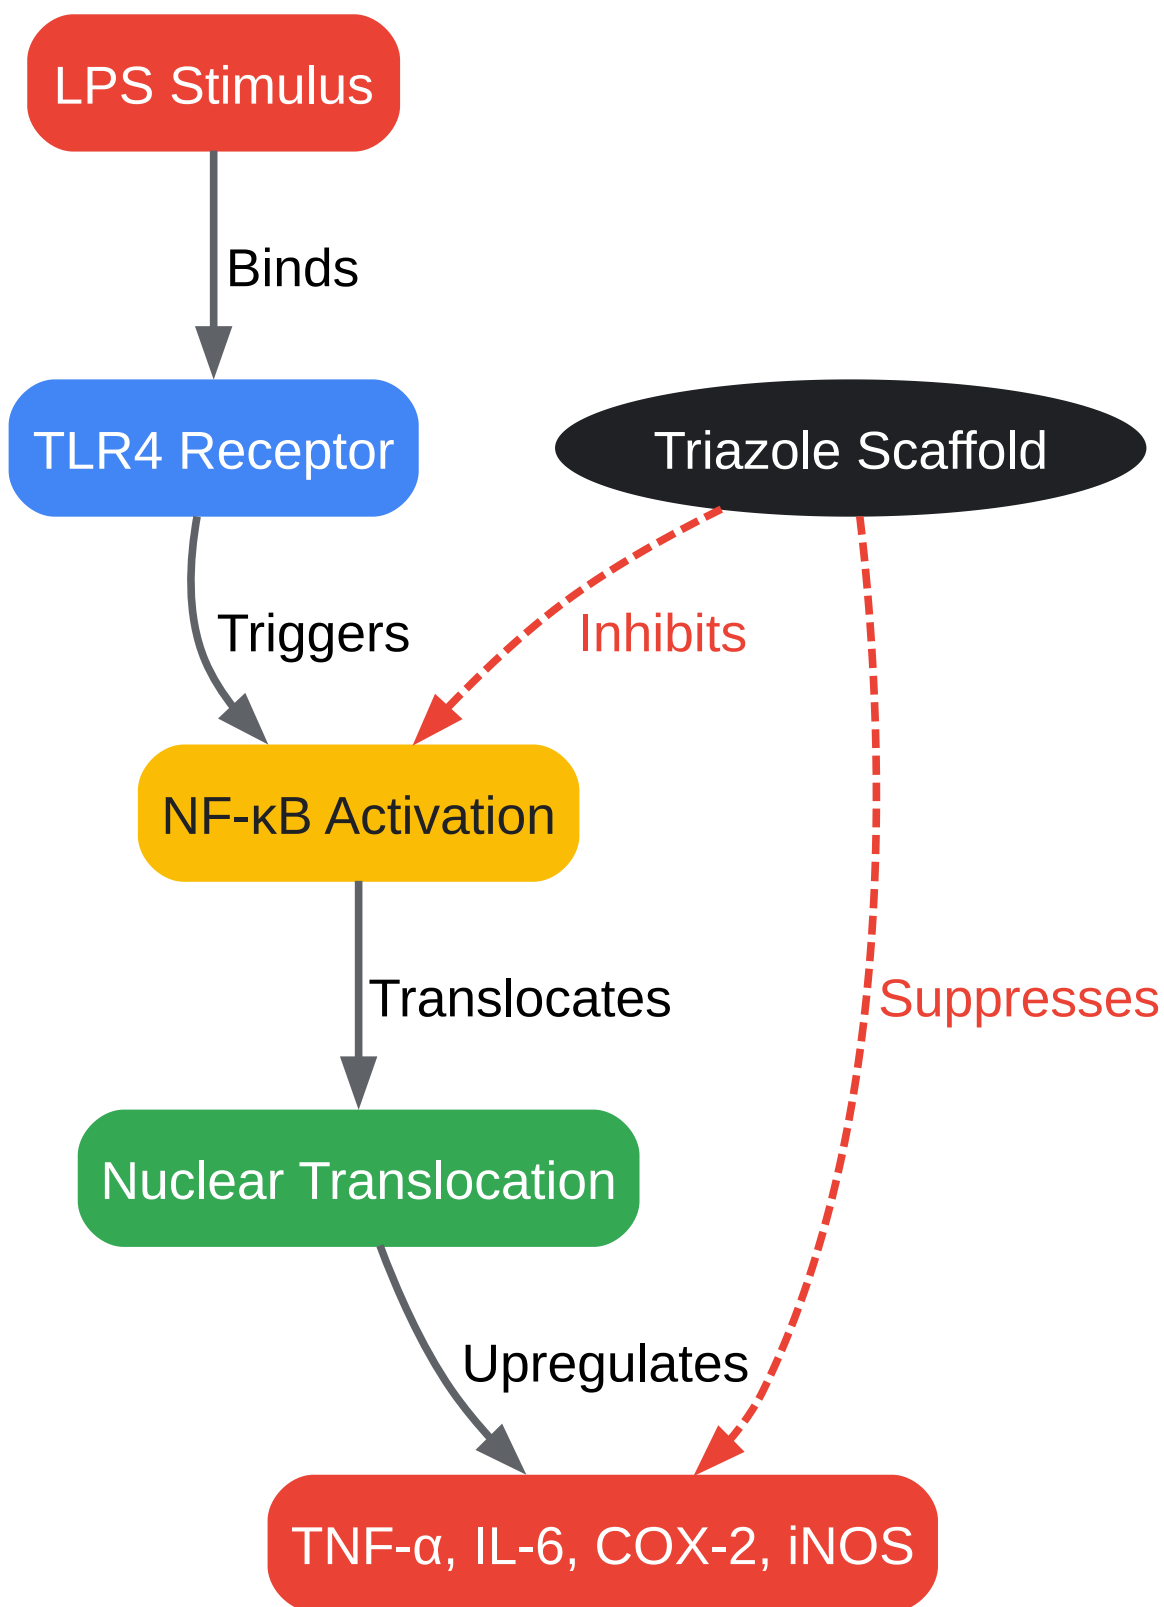 LPS Stimulus
Binds
TLR4 Receptor
Triazole Scaffold
Triggers
Inhibits
NF-κB Activation
Translocates
Suppresses
Nuclear Translocation
Upregulates
TNF-α, IL-6, COX-2, iNOS